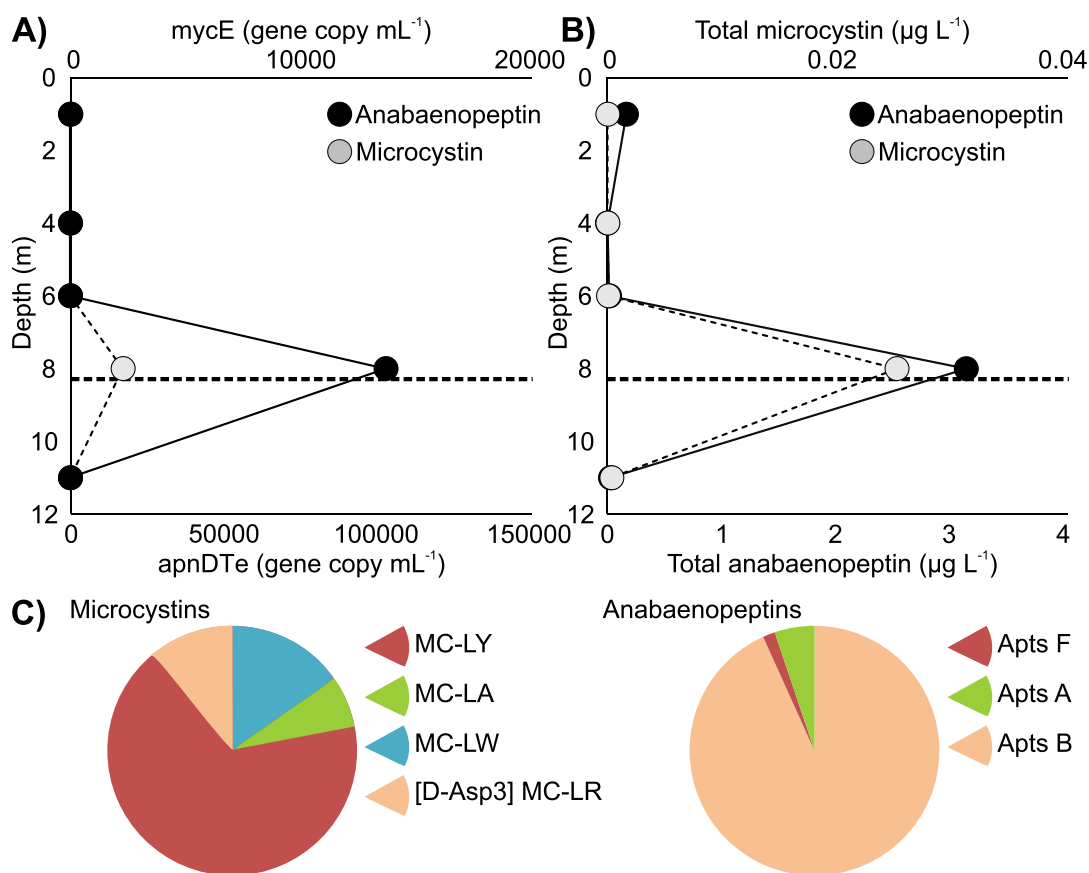 A)
mycE (gene copy mL⁻¹)
0 10000 20000
0
2
4
6
8
10
12
Depth (m)
Anabaenopeptin
Microcystin
0 50000 100000 150000
apnDTe (gene copy mL⁻¹)
B)
Total microcystin (µg L⁻¹)
0 0.02 0.04
0
2
4
6
8
10
12
Depth (m)
Anabaenopeptin
Microcystin
0 1 2 3 4
Total anabaenopeptin (µg L⁻¹)
C)
Microcystins
MC-LY
MC-LA
MC-LW
[D-Asp3] MC-LR
Anabaenopeptins
Apts F
Apts A
Apts B